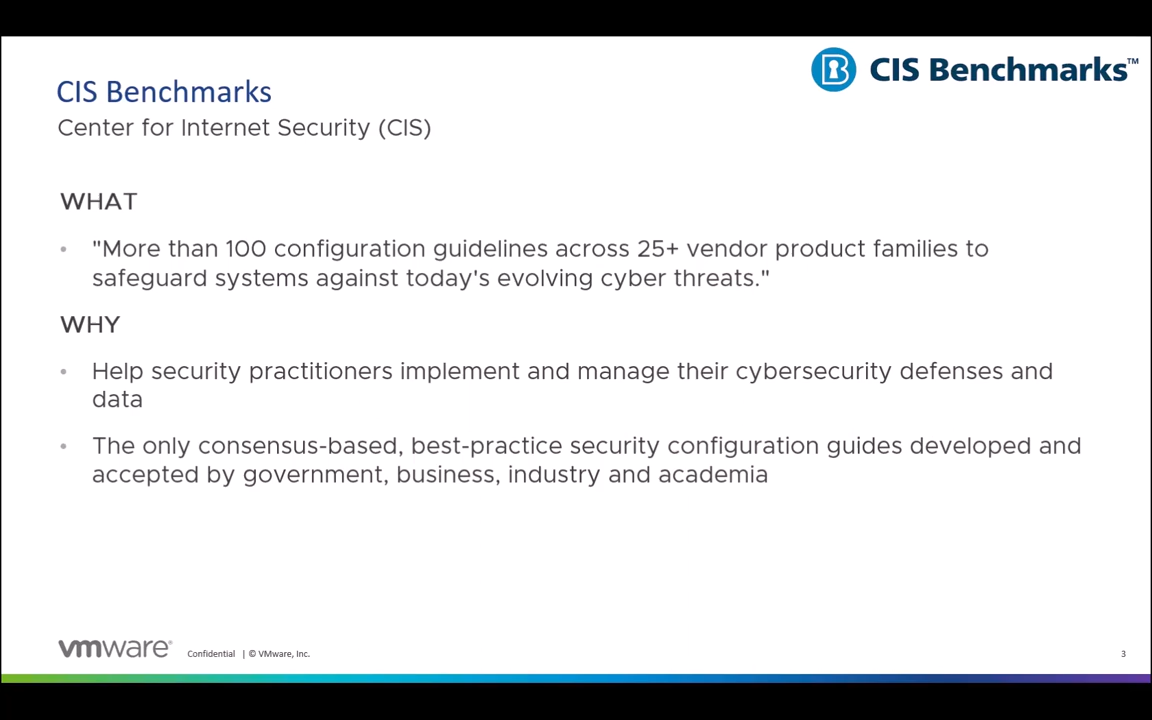 CIS Benchmarks™
CIS Benchmarks
Center for Internet Security (CIS)
WHAT
• "More than 100 configuration guidelines across 25+ vendor product families to
safeguard systems against today's evolving cyber threats."
WHY
• Help security practitioners implement and manage their cybersecurity defenses and
data
• The only consensus-based, best-practice security configuration guides developed and
accepted by government, business, industry and academia
vmware® Confidential | © VMware, Inc. 3